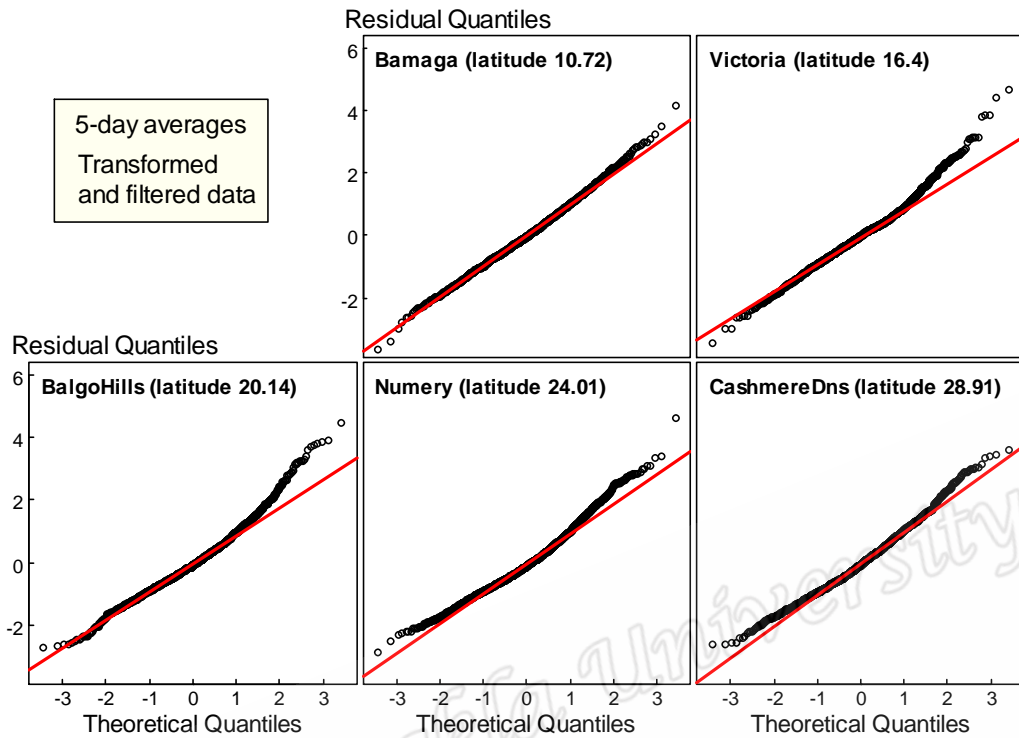 Residual Quantiles
5-day averages
Transformed
and filtered data
6
4
2
0
-2
Bamaga (latitude 10.72)
Victoria (latitude 16.4)
Residual Quantiles
6
4
2
0
-2
BalgoHills (latitude 20.14)
Numery (latitude 24.01)
CashmereDns (latitude 28.91)
-3 -2 -1 0 1 2 3
-3 -2 -1 0 1 2 3
-3 -2 -1 0 1 2 3
Theoretical Quantiles
Theoretical Quantiles
Theoretical Quantiles
University